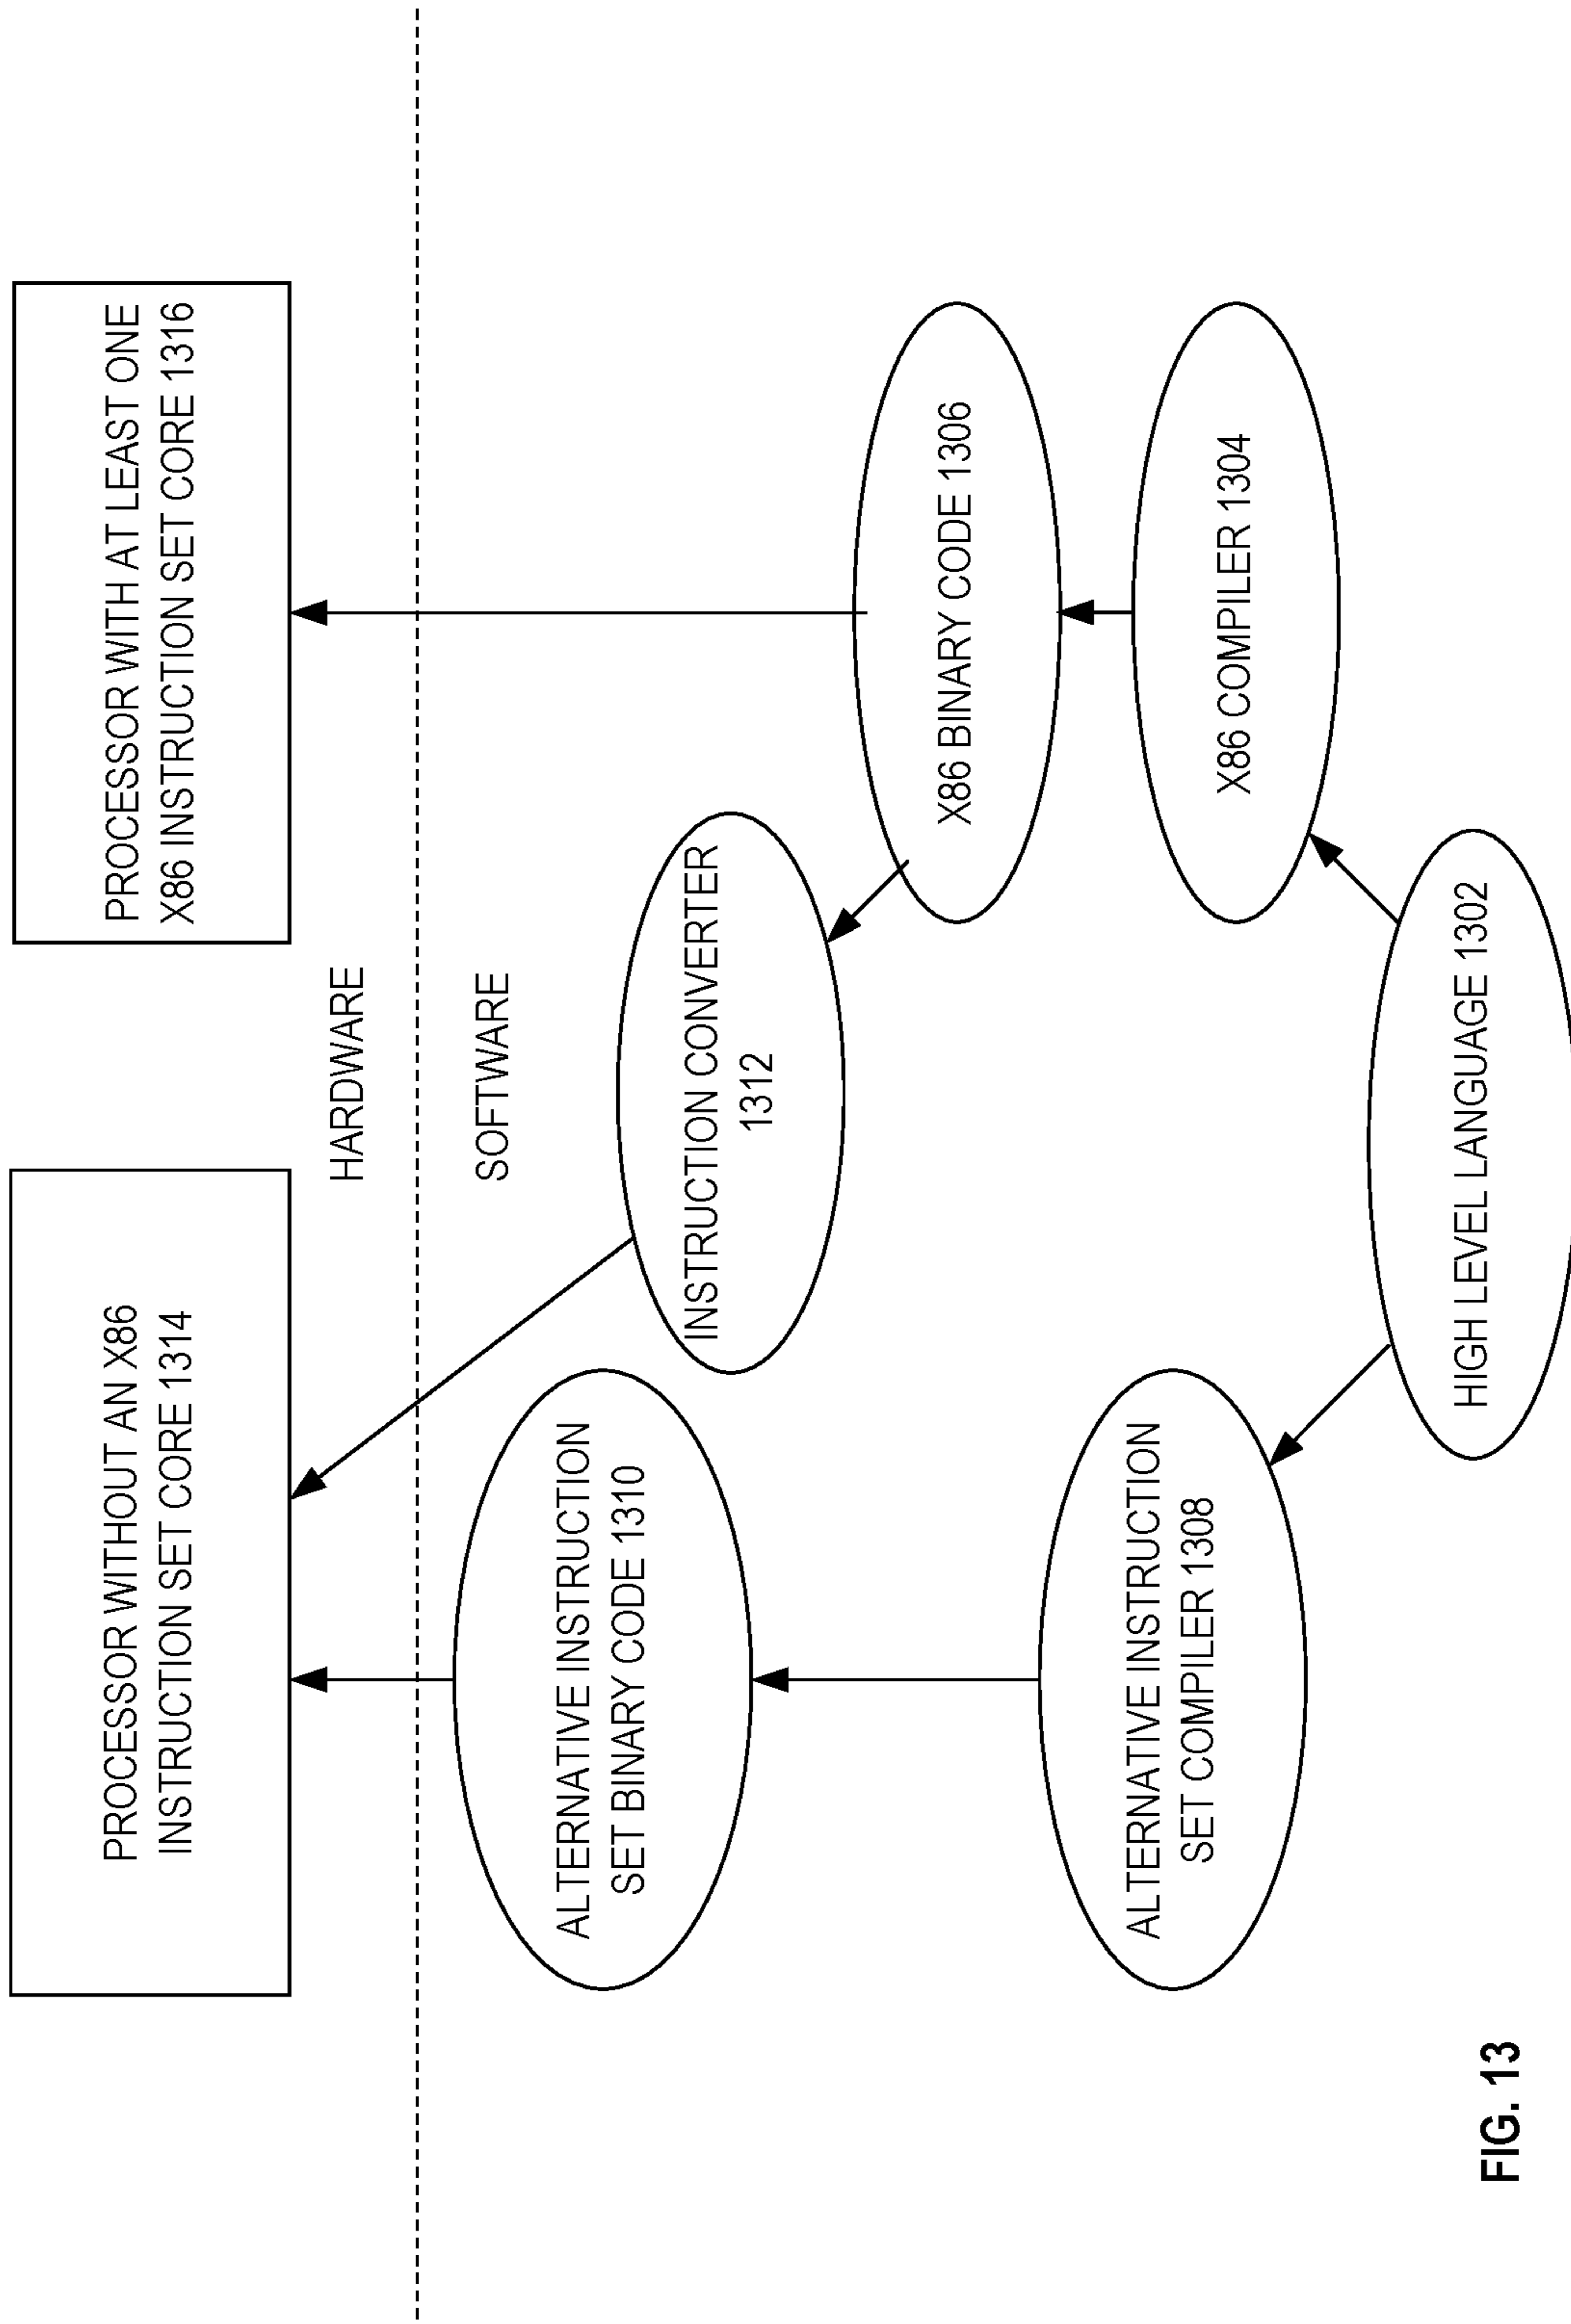 PROCESSOR WITHOUT AN X86
INSTRUCTION SET CORE 1314
PROCESSOR WITH AT LEAST ONE
X86 INSTRUCTION SET CORE 1316
HARDWARE
SOFTWARE
ALTERNATIVE INSTRUCTION
SET BINARY CODE 1310
INSTRUCTION CONVERTER
1312
X86 BINARY CODE 1306
ALTERNATIVE INSTRUCTION
SET COMPILER 1308
X86 COMPILER 1304
HIGH LEVEL LANGUAGE 1302
FIG. 13